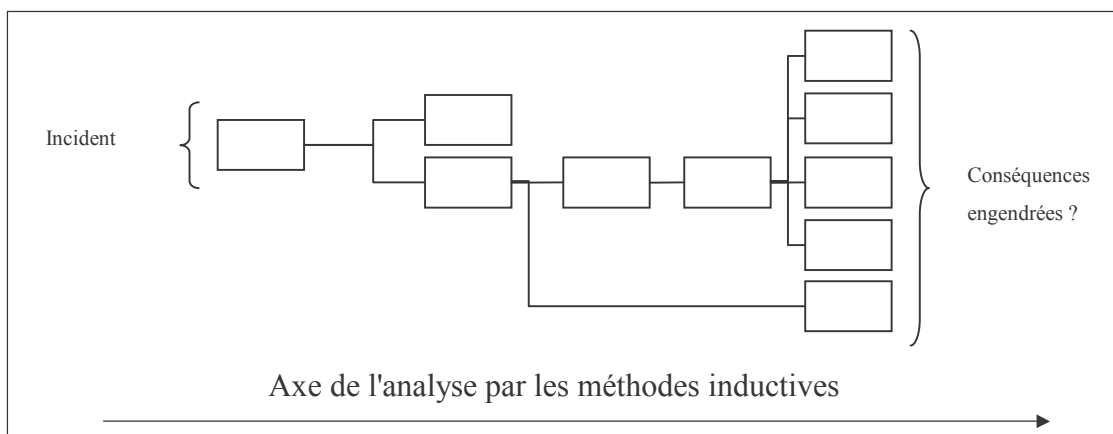 Incident
Conséquences
engendrées ?
Axe de l'analyse par les méthodes inductives